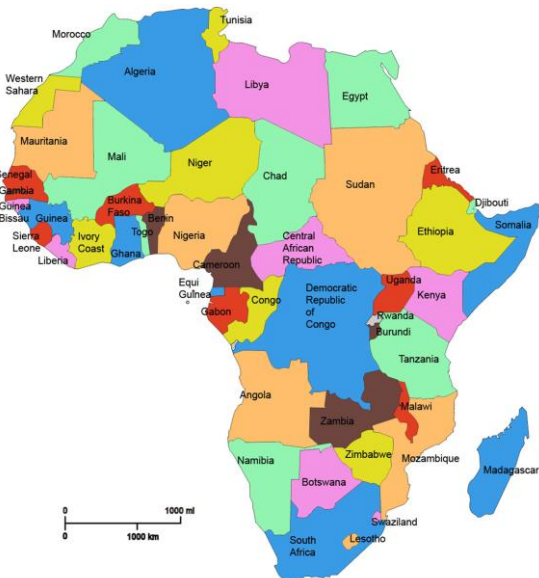 Tunisia
Morocco
Algeria
Western
Sahara
Libya
Egypt
Mauritania
Mali
Niger
Chad
Sudan
Eritrea
Senegal
Gambia
Guinea
Bissau
Guinea
Burkina
Faso
Benin
Nigeria
Djibouti
Somalia
Sierra
Leone
Ivory
Coast
Togo
Ghana
Ethiopia
Liberia
Cameroon
Central
African
Republic
Equi
Guinea
Congo
Democratic
Republic
of
Congo
Uganda
Kenya
Gabon
Rwanda
Burundi
Tanzania
Angola
Zambia
Malawi
Mozambique
Namibia
Zimbabwe
Madagascar
Botswana
Swaziland
South
Africa
Lesotho
0 1000 mi
0 1000 km